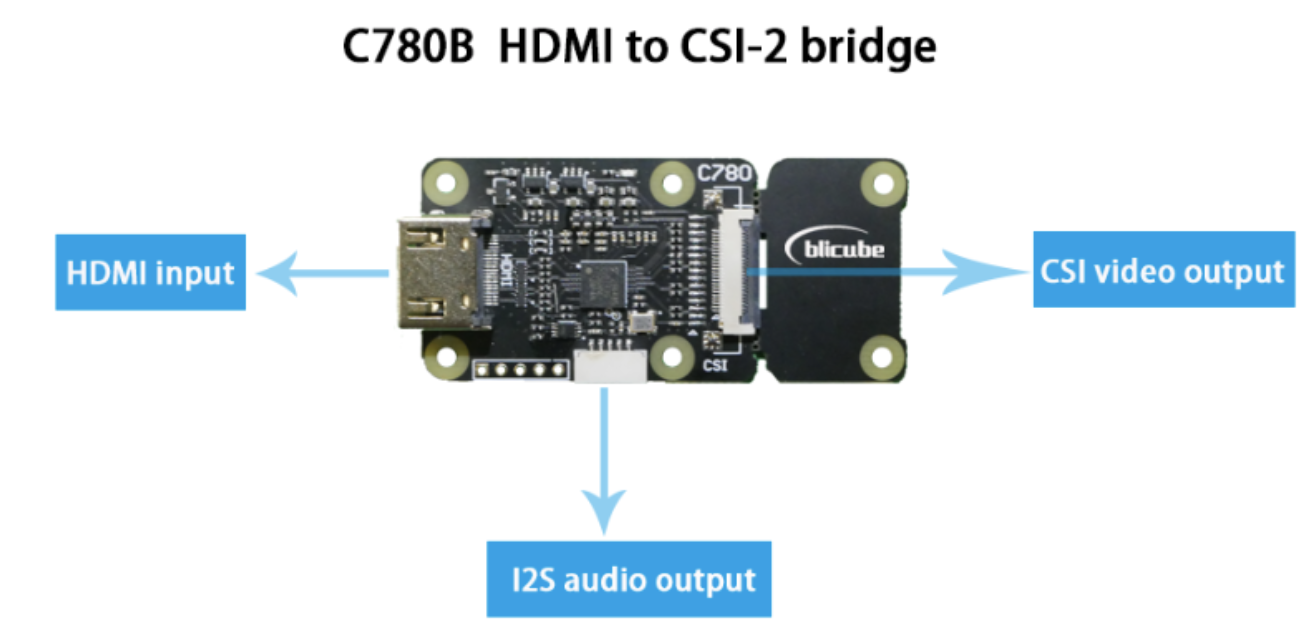 C780B HDMI to CSI-2 bridge
C780
HDMI input
HDMI
blicube
CSI video output
CSI
I2S audio output